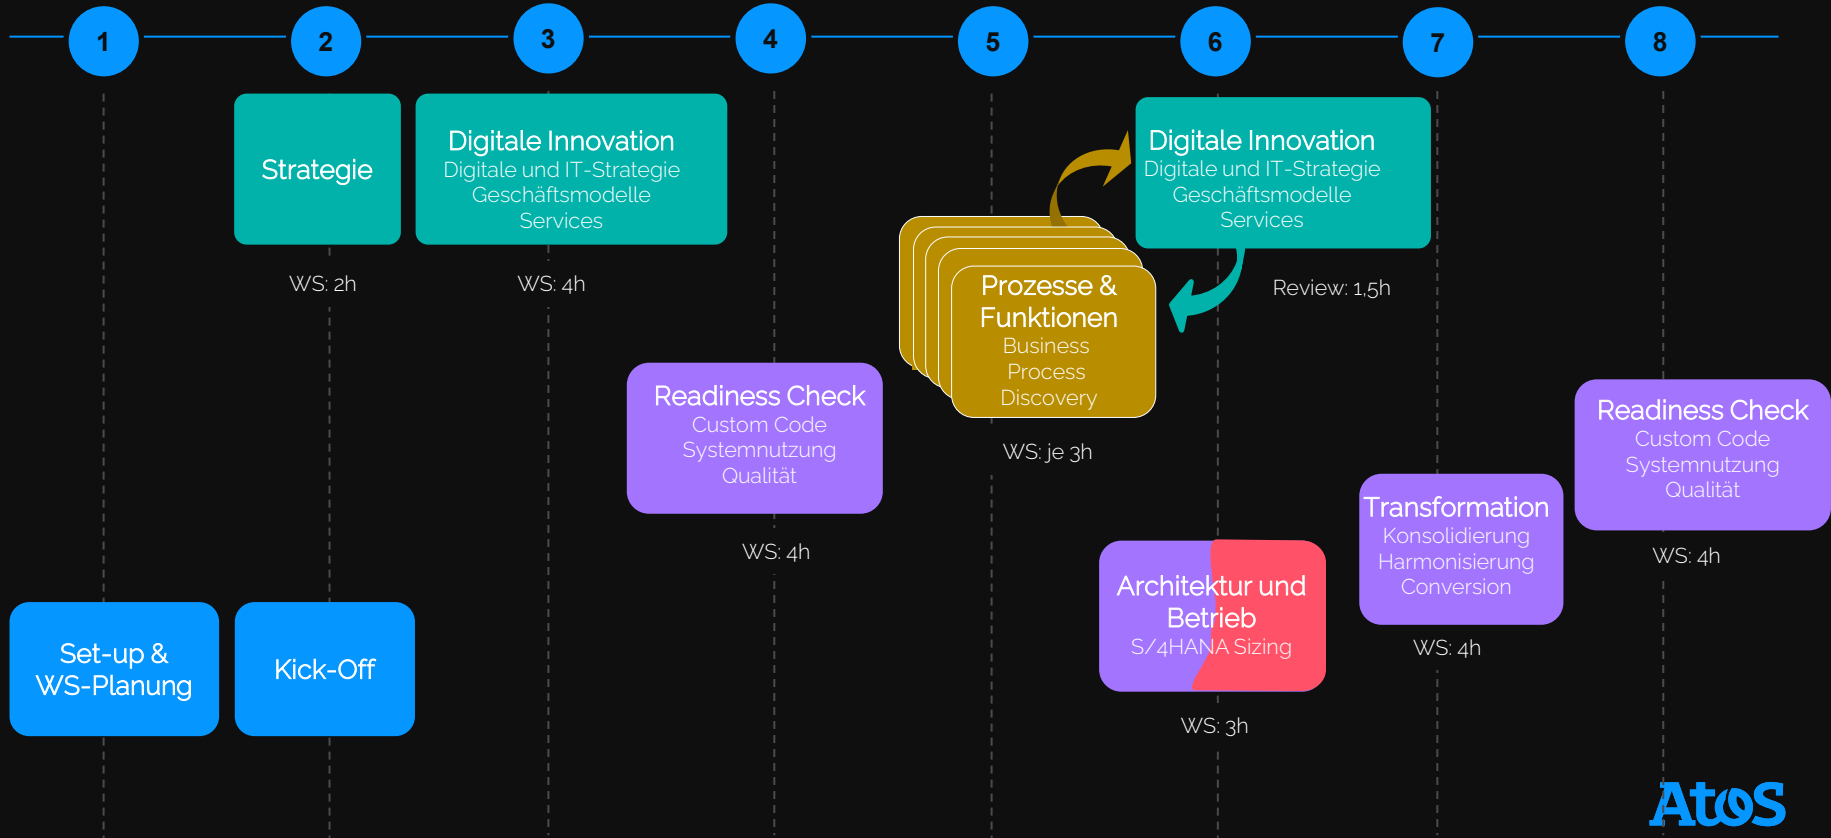 1
2
3
4
5
6
7
8
Strategie
WS: 2h
Digitale Innovation
Digitale und IT-Strategie
Geschäftsmodelle
Services
WS: 4h
Digitale Innovation
Digitale und IT-Strategie
Geschäftsmodelle
Services
Review: 1,5h
Prozesse &
Funktionen
Business
Process
Discovery
WS: je 3h
Readiness Check
Custom Code
Systemnutzung
Qualität
WS: 4h
Readiness Check
Custom Code
Systemnutzung
Qualität
WS: 4h
Transformation
Konsolidierung
Harmonisierung
Conversion
WS: 4h
Architektur und
Betrieb
S/4HANA Sizing
WS: 3h
Set-up &
WS-Planung
Kick-Off
Atos